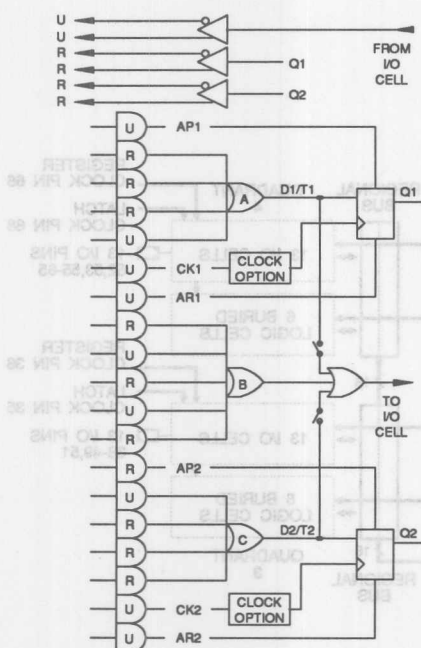 U
U
R
R
R
R
FROM
I/O
CELL
Q1
Q2
U AP1
R
R
R
U
A
D1/T1
Q1
U CK1
CLOCK
OPTION
U AR1
R
U
R
U
R
B
TO
I/O
CELL
R AP2
U
R
R
R
C
D2/T2
Q2
U CK2
CLOCK
OPTION
U AR2